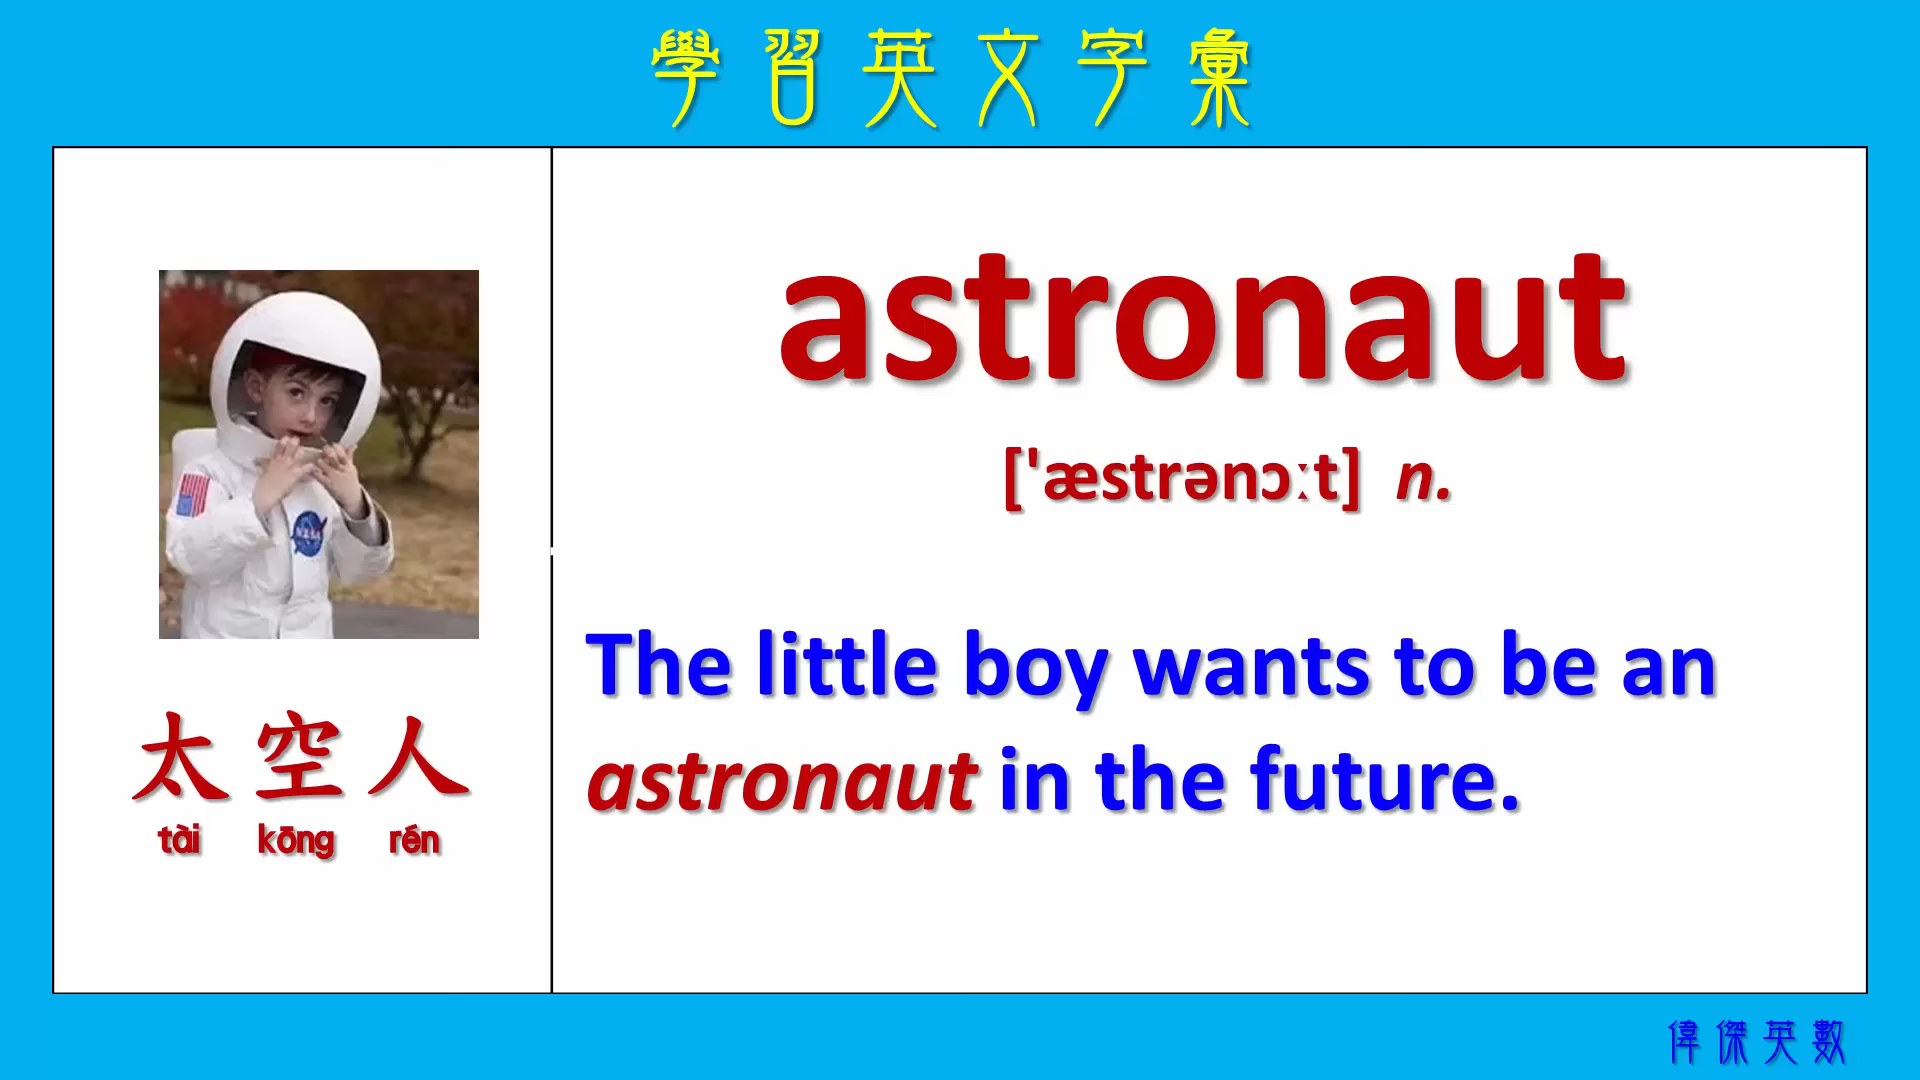 學習英文字彙
NASA
太空人
tài kōng rén
astronaut
['æstrənɔːt] n.
The little boy wants to be an
astronaut in the future.
偉傑英數